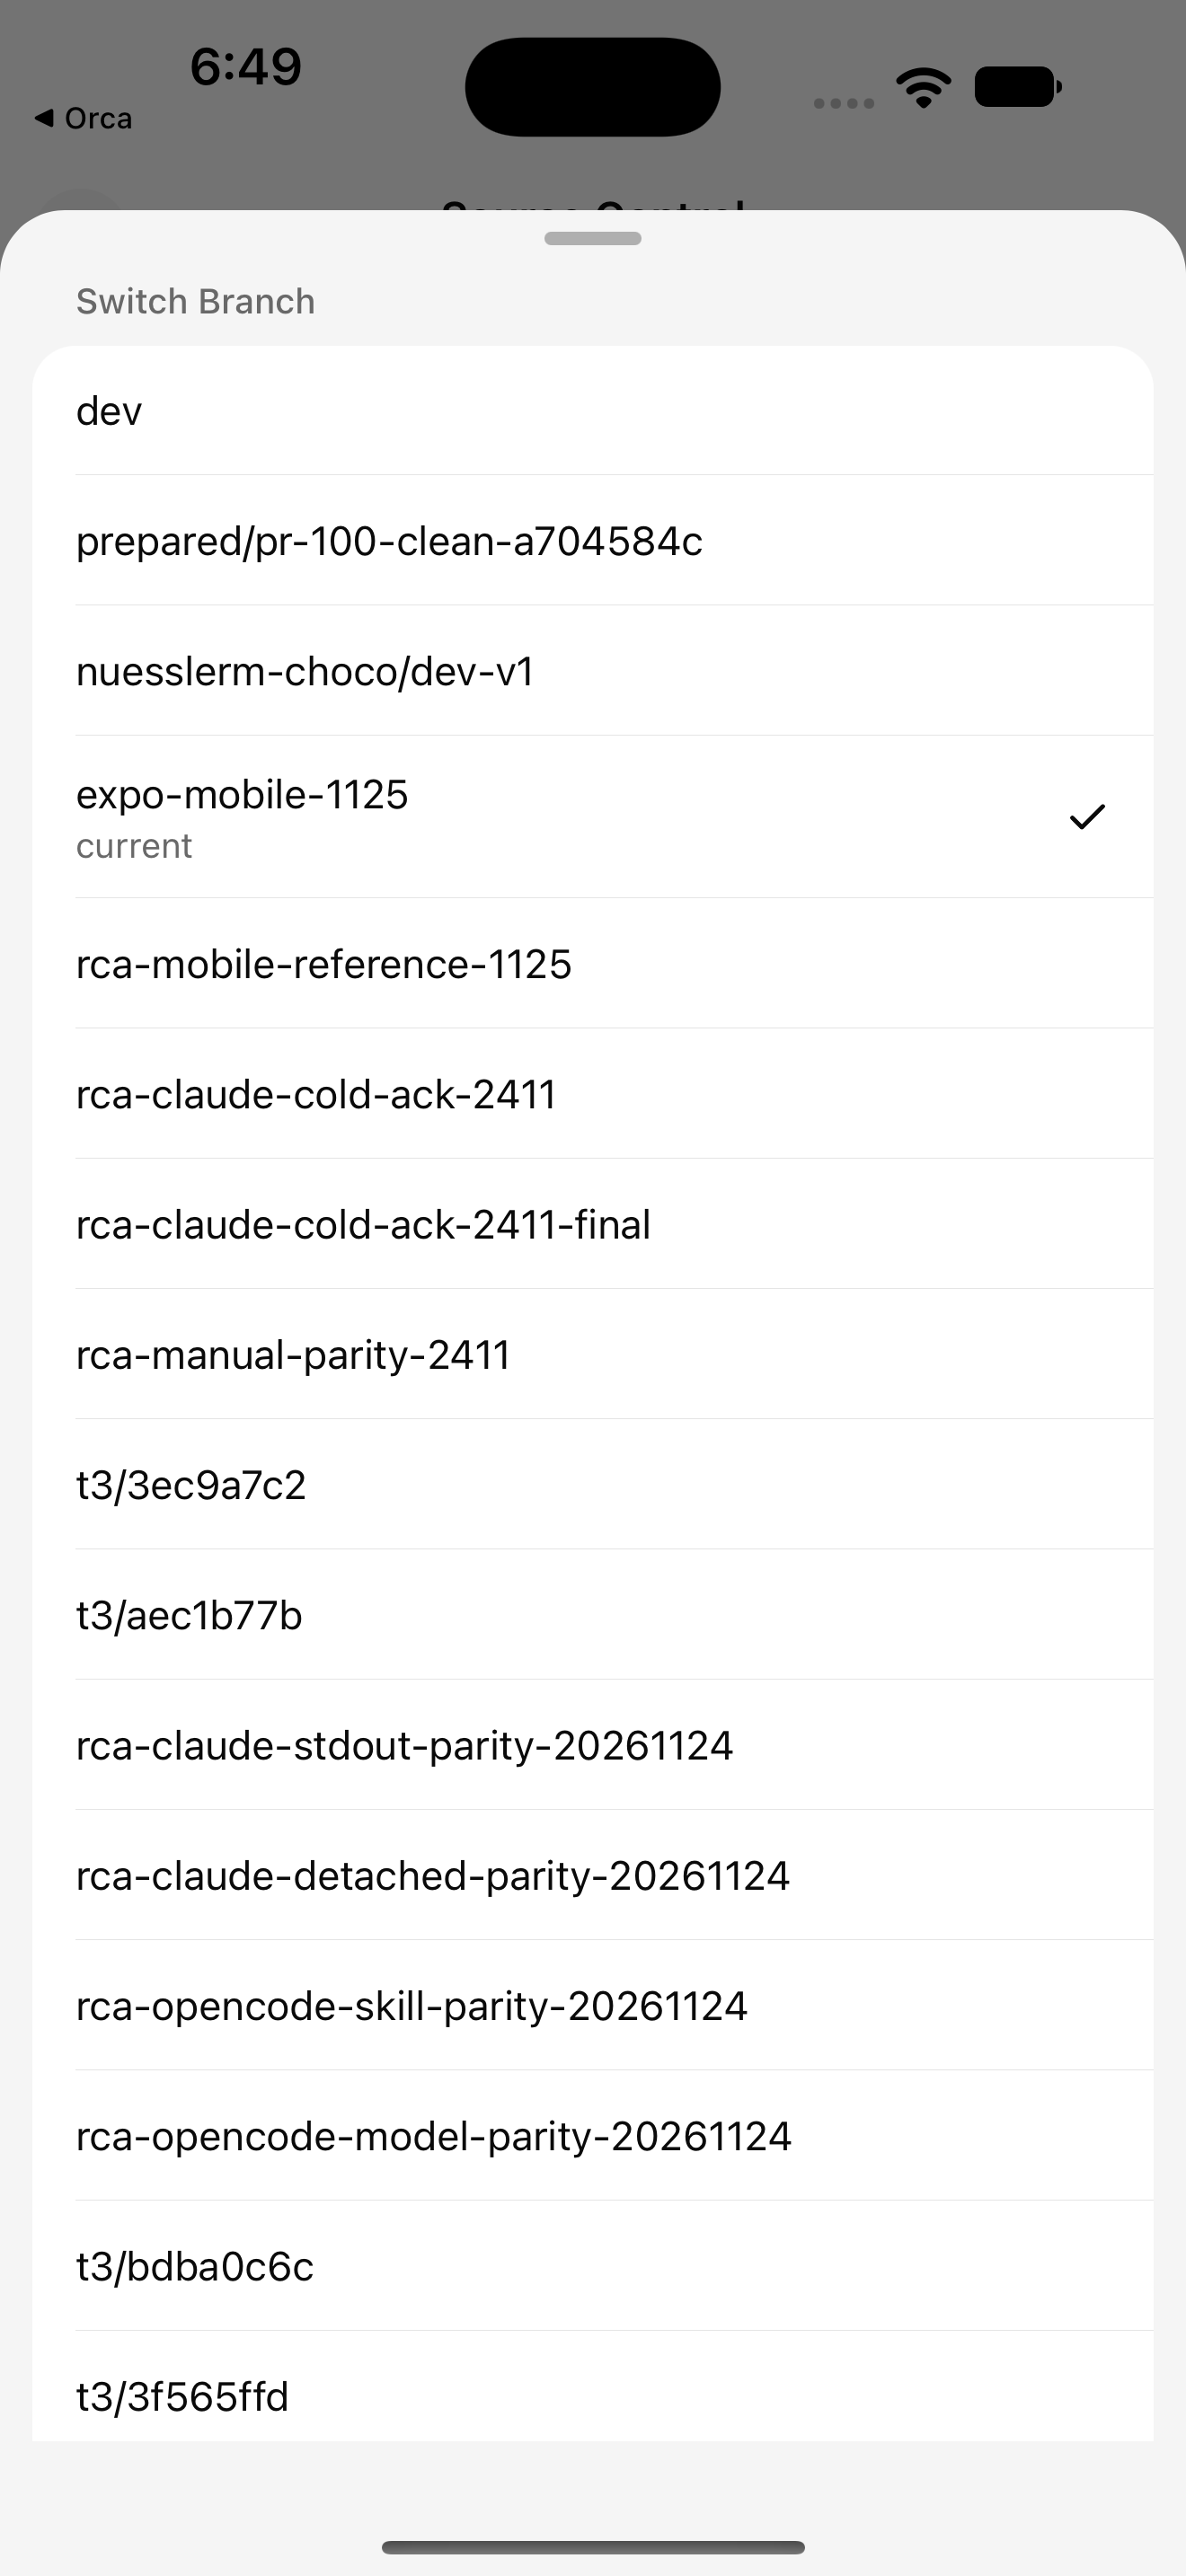 6:49
Orca
Source Control
Switch Branch
dev
prepared/pr-100-clean-a704584c
nuesslerm-choco/dev-v1
expo-mobile-1125
current
rca-mobile-reference-1125
rca-claude-cold-ack-2411
rca-claude-cold-ack-2411-final
rca-manual-parity-2411
t3/3ec9a7c2
t3/aec1b77b
rca-claude-stdout-parity-20261124
rca-claude-detached-parity-20261124
rca-opencode-skill-parity-20261124
rca-opencode-model-parity-20261124
t3/bdba0c6c
t3/3f565ffd